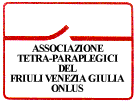 ASSOCIAZIONE
TETRA-PARAPLEGICI
DEL
FRIULI VENEZIA GIULIA
ONLUS